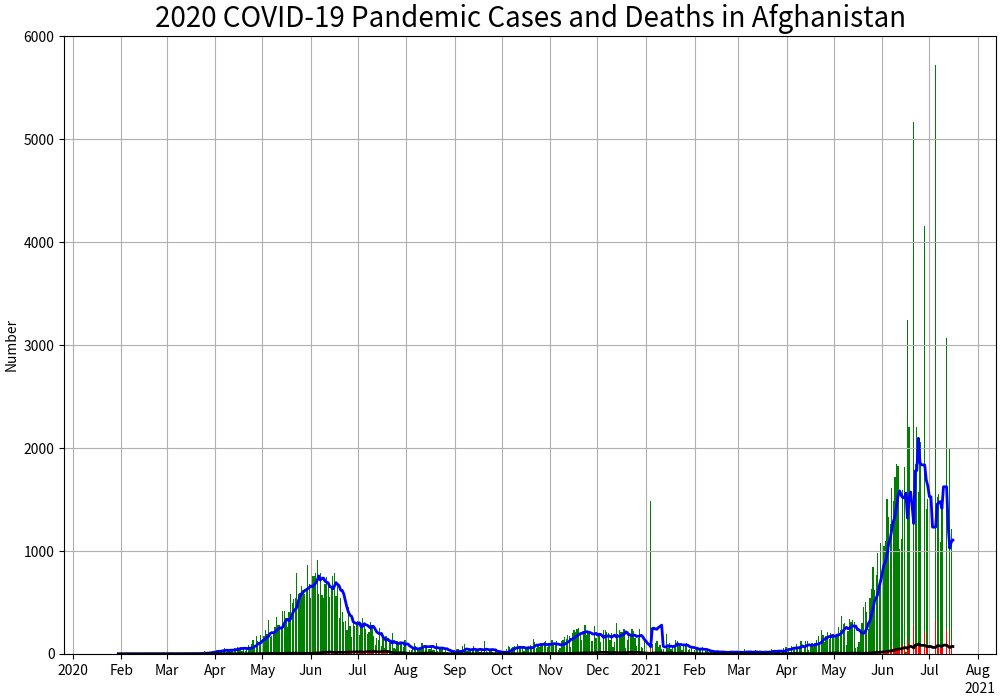 2020 COVID-19 Pandemic Cases and Deaths in Afghanistan
6000
5000
4000
3000
2000
1000
0
Number
2020 Feb Mar Apr May Jun Jul Aug Sep Oct Nov Dec 2021 Feb Mar Apr May Jun Jul Aug
2021